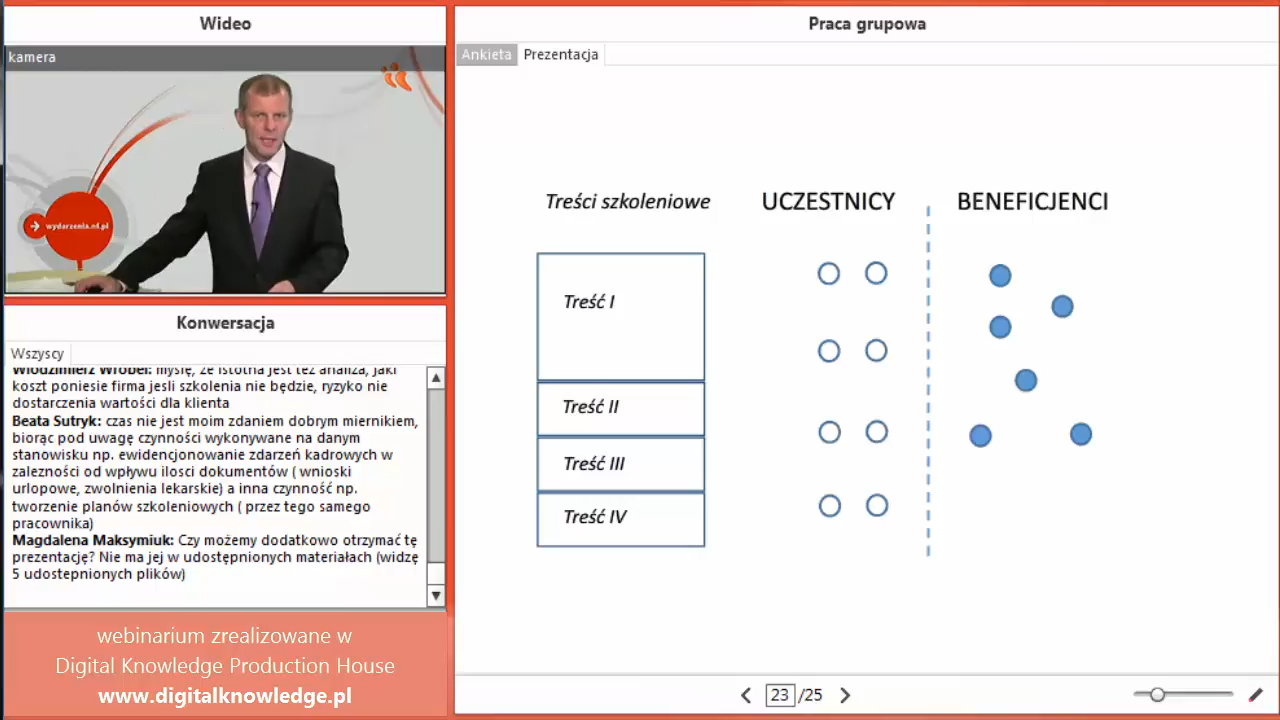 Wideo
kamera
wydarzenia.nf.pl
Konwersacja
Wszyscy
Włodzimierz Wróbel: myślę, że istotna jest też analiza, jaki
koszt poniesie firma jesli szkolenia nie będzie, ryzyko nie
dostarczenia wartości dla klienta
Beata Sutryk: czas nie jest moim zdaniem dobrym miernikiem,
biorąc pod uwagę czynności wykonywane na danym
stanowisku np. ewidencjonowanie zdarzeń kadrowych w
zalezności od wpływu ilosci dokumentów ( wnioski
urlopowe, zwolnienia lekarskie) a inna czynność np.
tworzenie planów szkoleniowych ( przez tego samego
pracownika)
Magdalena Maksymiuk: Czy możemy dodatkowo otrzymać tę
prezentację? Nie ma jej w udostępnionych materiałach (widzę
5 udostepnionych plików)
webinarium zrealizowane w
Digital Knowledge Production House
www.digitalknowledge.pl
Praca grupowa
Ankieta Prezentacja
Treści szkoleniowe UCZESTNICY BENEFICJENCI
Treść I
Treść II
Treść III
Treść IV
23 /25